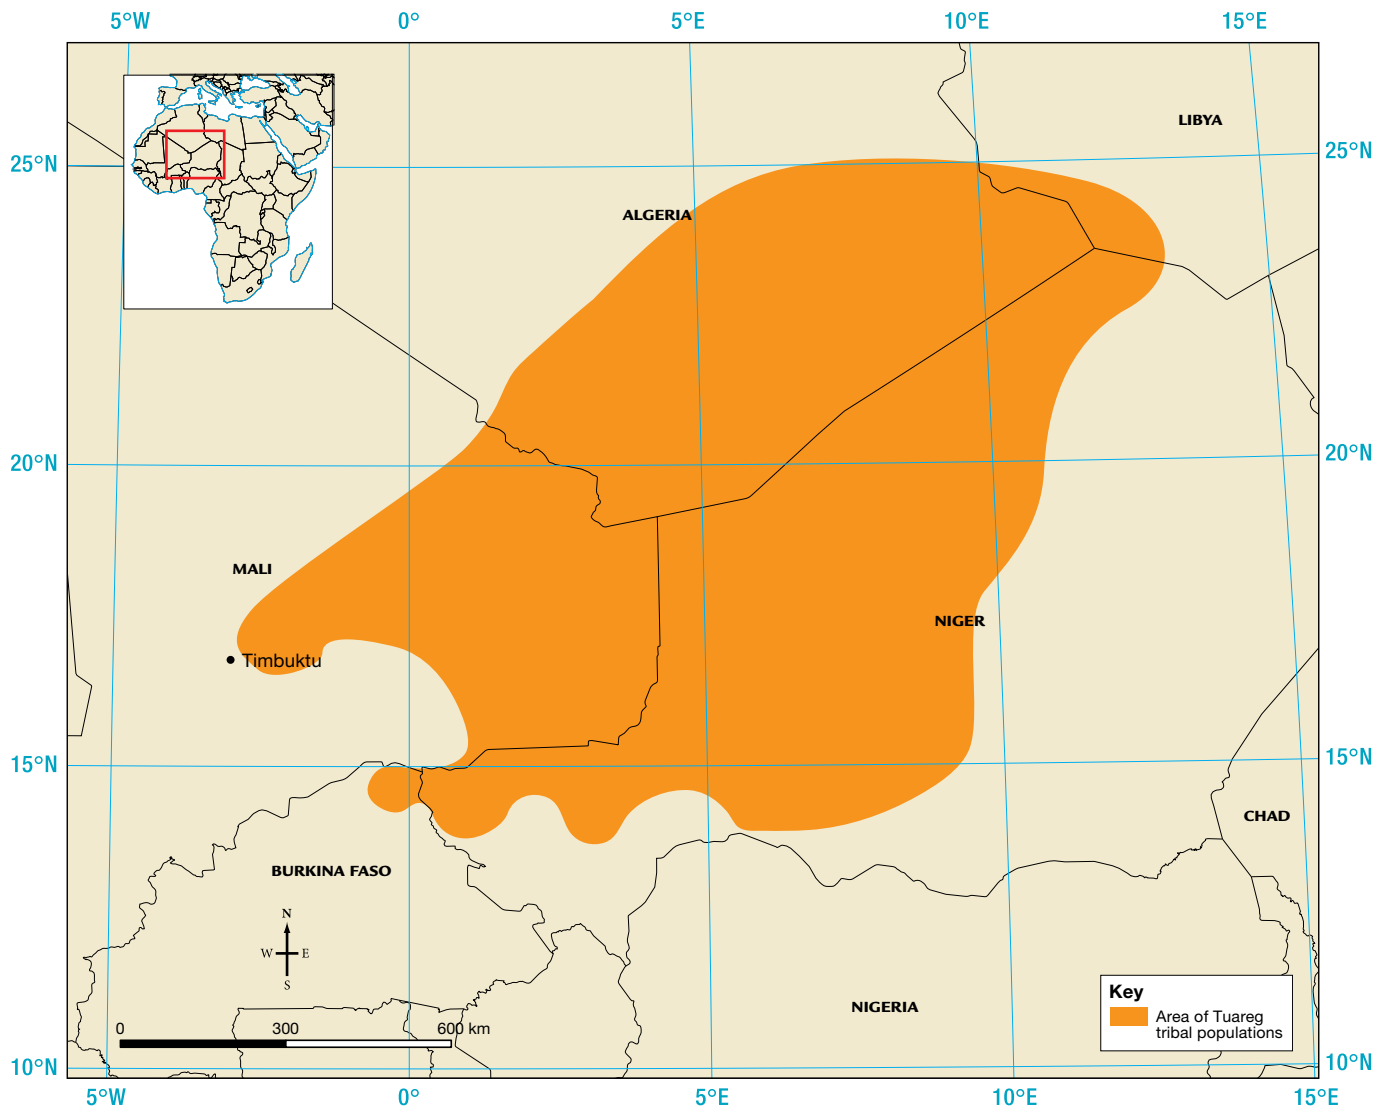 5°W 0° 5°E 10°E 15°E
LIBYA
25°N 25°N
ALGERIA
20°N 20°N
MALI
NIGER
Timbuktu
15°N 15°N
CHAD
BURKINA FASO
N
W E
S
Key
NIGERIA
Area of Tuareg
tribal populations
0 300 600 km
10°N 10°N
5°W 0° 5°E 10°E 15°E